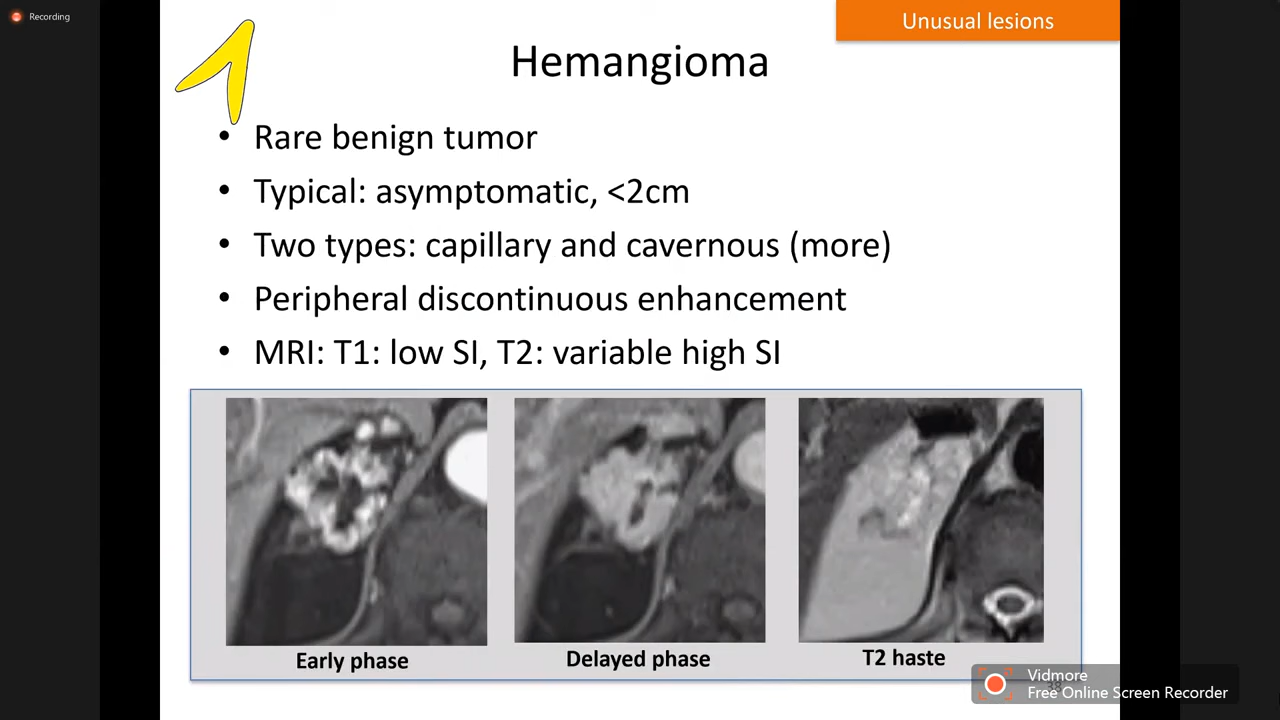 Recording
Unusual lesions
Hemangioma
• Rare benign tumor
• Typical: asymptomatic, <2cm
• Two types: capillary and cavernous (more)
• Peripheral discontinuous enhancement
• MRI: T1: low SI, T2: variable high SI
Early phase
Delayed phase
T2 haste
Vidmore
Free Online Screen Recorder